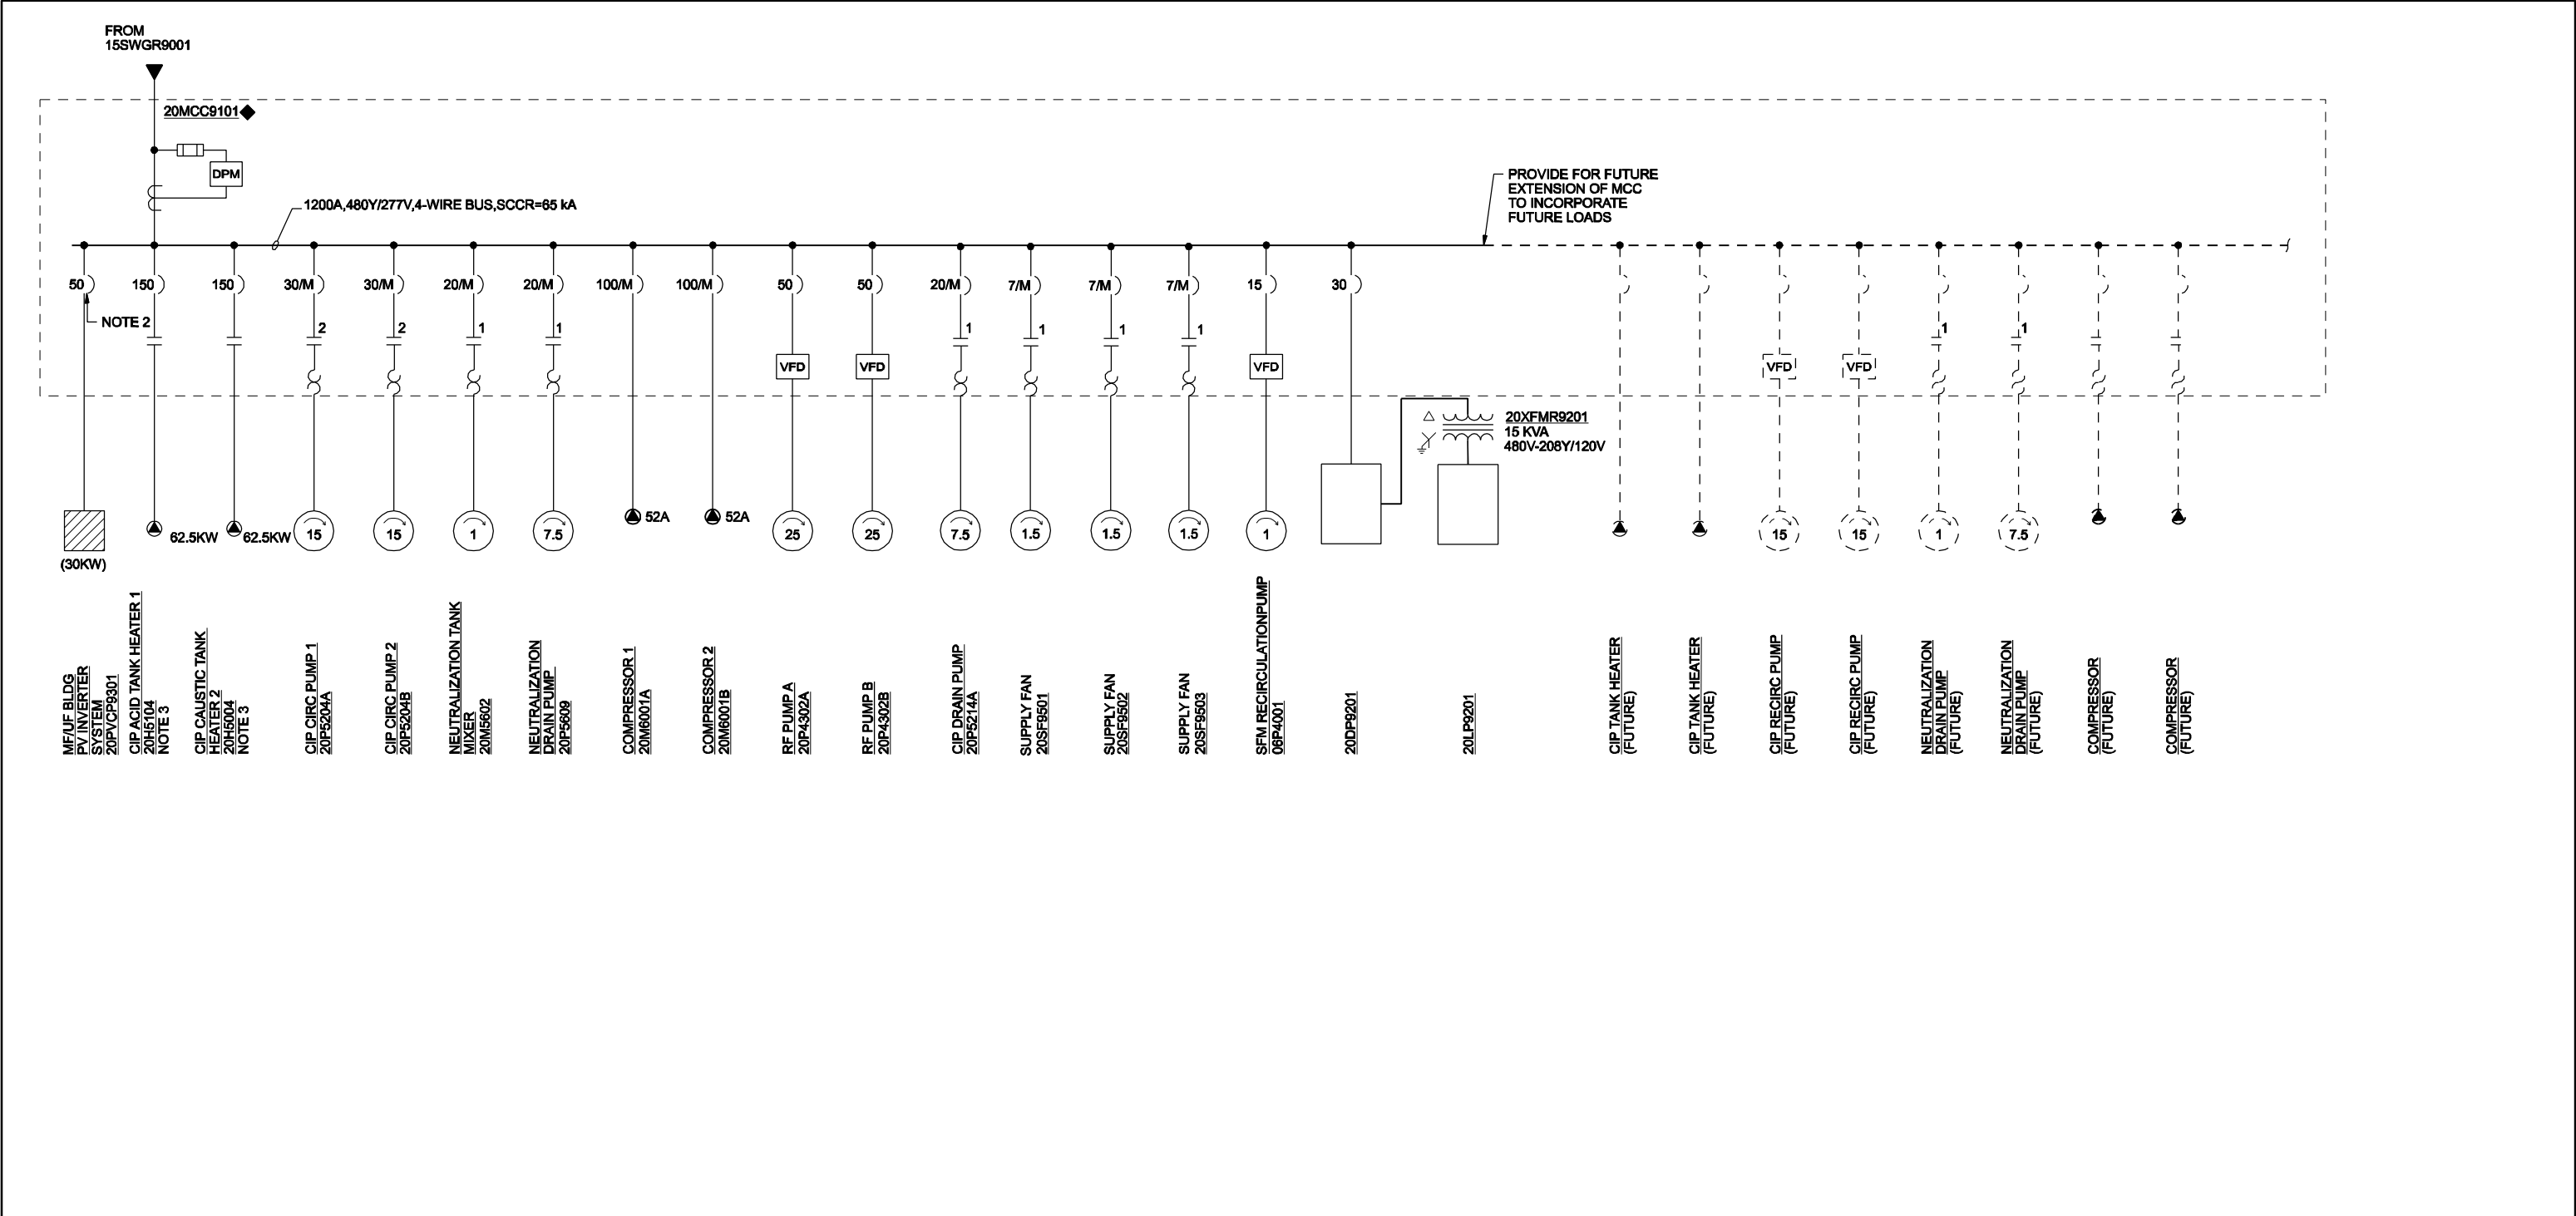 FROM
15SWGR9001
20MCC9101
DPM
1200A,480Y/277V,4-WIRE BUS,SCCR=65 kA
PROVIDE FOR FUTURE
EXTENSION OF MCC
TO INCORPORATE
FUTURE LOADS
50
150
150
30/M
30/M
20/M
20/M
100/M
100/M
50
50
20/M
7/M
7/M
7/M
15
30
NOTE 2
2
2
1
1
1
1
1
1
1
1
VFD
VFD
VFD
VFD
VFD
20XFMR9201
15 KVA
480V-208Y/120V
(30KW)
62.5KW
62.5KW
15
15
1
7.5
52A
52A
25
25
7.5
1.5
1.5
1.5
1
15
15
1
7.5
MF/UF BLDG
PV INVERTER
SYSTEM
20PVCP9301
CIP ACID TANK HEATER 1
20H5104
NOTE 3
CIP CAUSTIC TANK
HEATER 2
20H5004
NOTE 3
CIP CIRC PUMP 1
20P5204A
CIP CIRC PUMP 2
20P5204B
NEUTRALIZATION TANK
MIXER
20M5602
NEUTRALIZATION
DRAIN PUMP
20P5609
COMPRESSOR 1
20M6001A
COMPRESSOR 2
20M6001B
RF PUMP A
20P4302A
RF PUMP B
20P4302B
CIP DRAIN PUMP
20P5214A
SUPPLY FAN
20SF9501
SUPPLY FAN
20SF9502
SUPPLY FAN
20SF9503
SFM RECIRCULATIONPUMP
06P4001
20DP9201
20LP9201
CIP TANK HEATER
(FUTURE)
CIP TANK HEATER
(FUTURE)
CIP RECIRC PUMP
(FUTURE)
CIP RECIRC PUMP
(FUTURE)
NEUTRALIZATION
DRAIN PUMP
(FUTURE)
NEUTRALIZATION
DRAIN PUMP
(FUTURE)
COMPRESSOR
(FUTURE)
COMPRESSOR
(FUTURE)